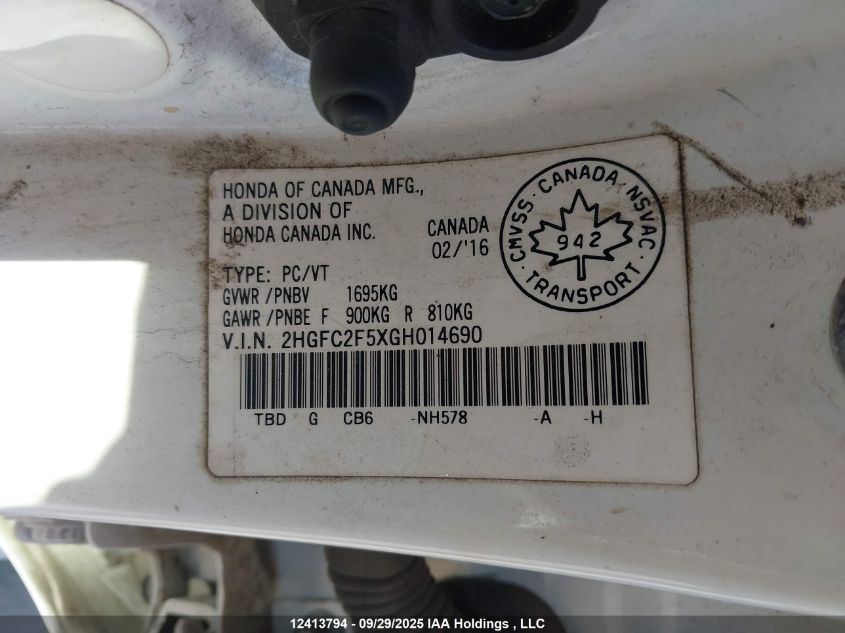 HONDA OF CANADA MFG.,
A DIVISION OF
HONDA CANADA INC.
CANADA
02/'16
CMVSS · CANADA · NSVAC · TRANSPORT ·
942
TYPE: PC/VT
GVWR /PNBV 1695KG
GAWR /PNBE F 900KG R 810KG
V.I.N. 2HGFC2F5XGH014690
TBD G CB6 -NH578 -A -H
12413794 - 09/29/2025 IAA Holdings , LLC